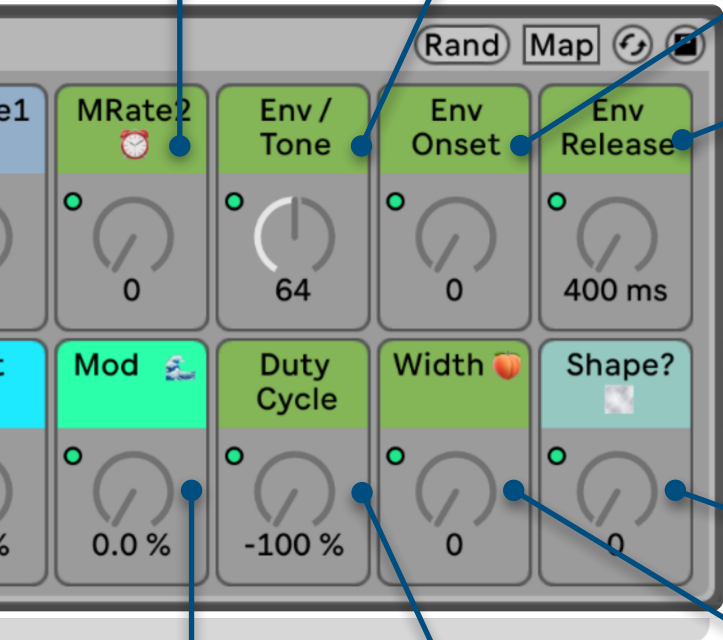 Rand Map
e1 MRate2 ⏰ Env / Tone Env Onset Env Release
0 64 0 400 ms
t Mod 🌊 Duty Cycle Width 🍑 Shape?
% 0.0 % -100 % 0 0